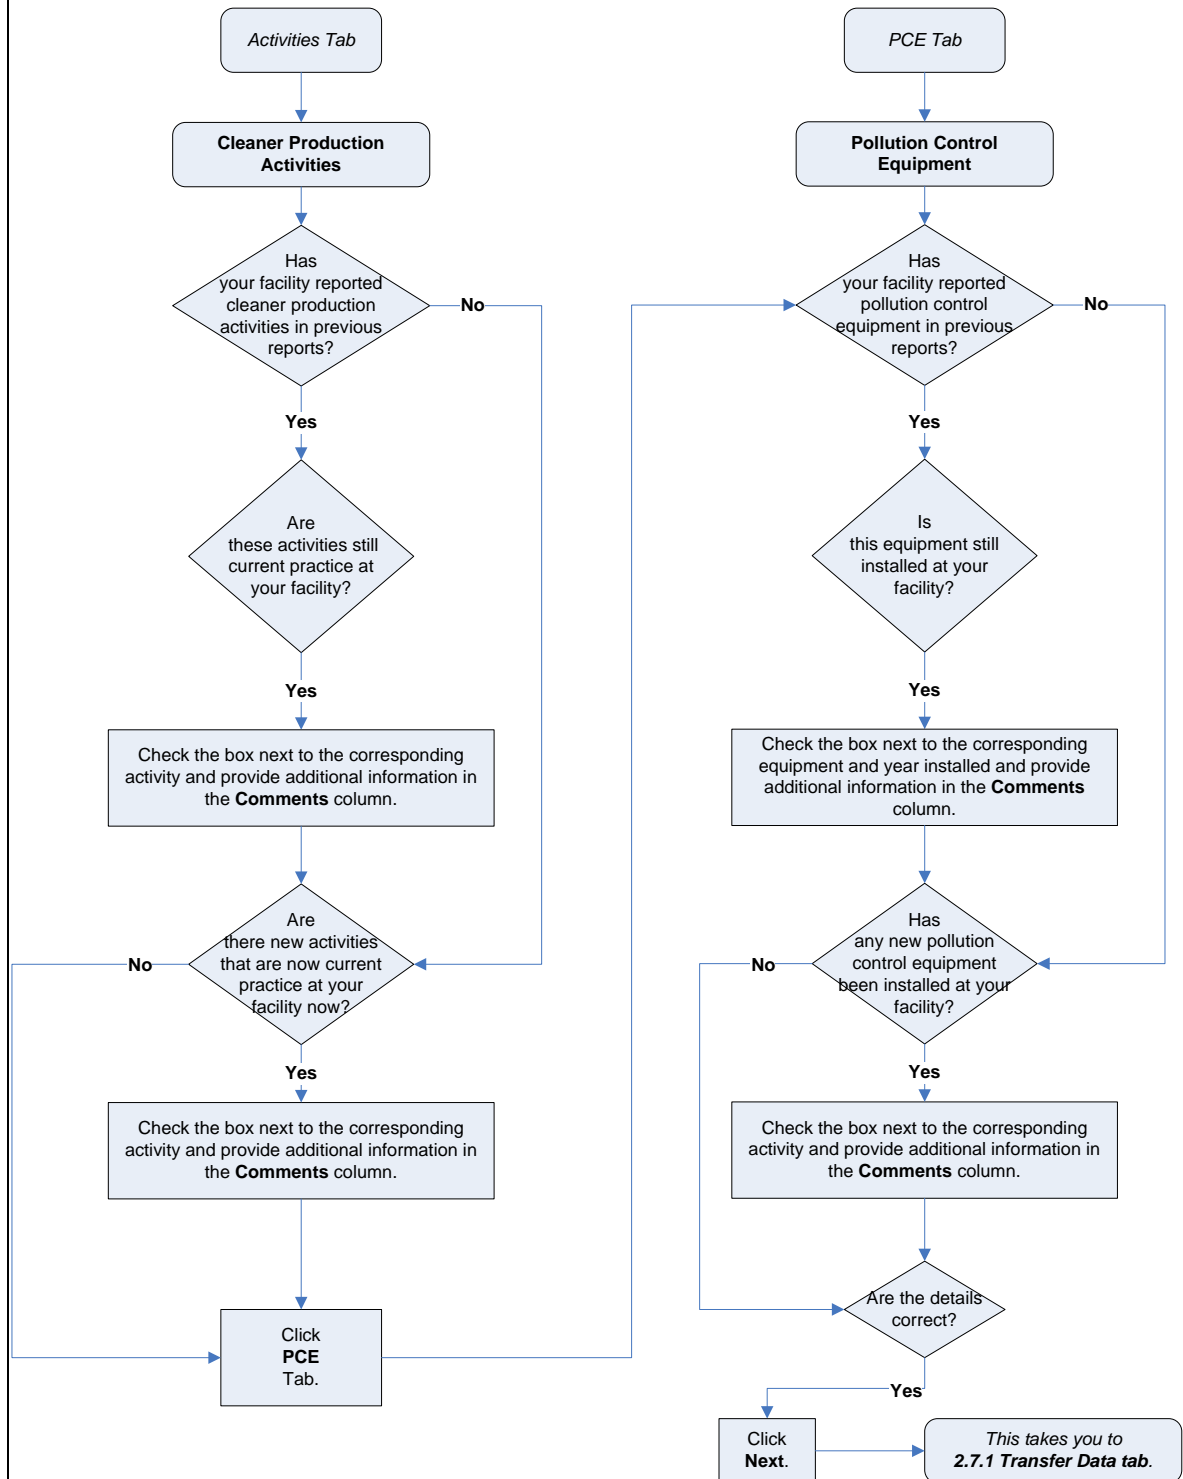 Activities Tab
Cleaner Production
Activities
Has
your facility reported
cleaner production
activities in previous
reports?
No
Yes
Are
these activities still
current practice at
your facility?
Yes
Check the box next to the corresponding
activity and provide additional information in
the Comments column.
Are
there new activities
that are now current
practice at your
facility now?
No
Yes
Check the box next to the corresponding
activity and provide additional information in
the Comments column.
Click
PCE
Tab.
PCE Tab
Pollution Control
Equipment
Has
your facility reported
pollution control
equipment in previous
reports?
No
Yes
Is
this equipment still
installed at your
facility?
Yes
Check the box next to the corresponding
equipment and year installed and provide
additional information in the Comments
column.
Has
any new pollution
control equipment
been installed at your
facility?
No
Yes
Check the box next to the corresponding
activity and provide additional information in
the Comments column.
Are the details
correct?
Yes
Click
Next.
This takes you to
2.7.1 Transfer Data tab.